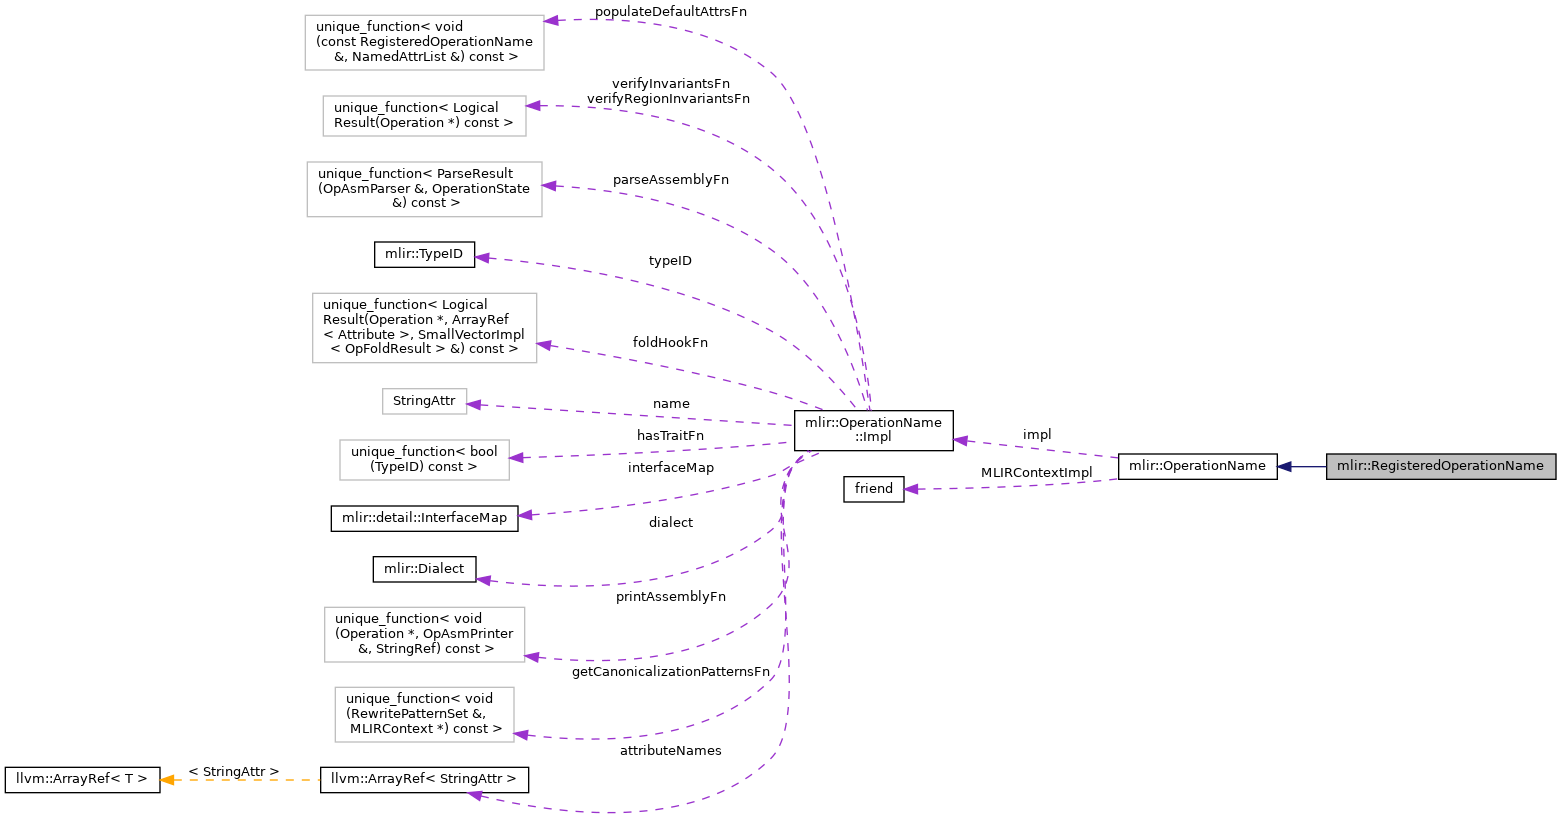 populateDefaultAttrsFn
unique_function< void
(const RegisteredOperationName
&, NamedAttrList &) const >
verifyInvariantsFn
verifyRegionInvariantsFn
unique_function< Logical
Result(Operation *) const >
unique_function< ParseResult
(OpAsmParser &, OperationState
&) const >
parseAssemblyFn
mlir::TypeID
typeID
unique_function< Logical
Result(Operation *, ArrayRef
< Attribute >, SmallVectorImpl
< OpFoldResult > &) const >
foldHookFn
StringAttr
name
mlir::OperationName
::Impl
hasTraitFn
impl
unique_function< bool
(TypeID) const >
interfaceMap
MLIRContextImpl
mlir::OperationName
mlir::RegisteredOperationName
friend
mlir::detail::InterfaceMap
dialect
mlir::Dialect
printAssemblyFn
unique_function< void
(Operation *, OpAsmPrinter
&, StringRef) const >
getCanonicalizationPatternsFn
unique_function< void
(RewritePatternSet &,
MLIRContext *) const >
attributeNames
llvm::ArrayRef< T >
< StringAttr >
llvm::ArrayRef< StringAttr >